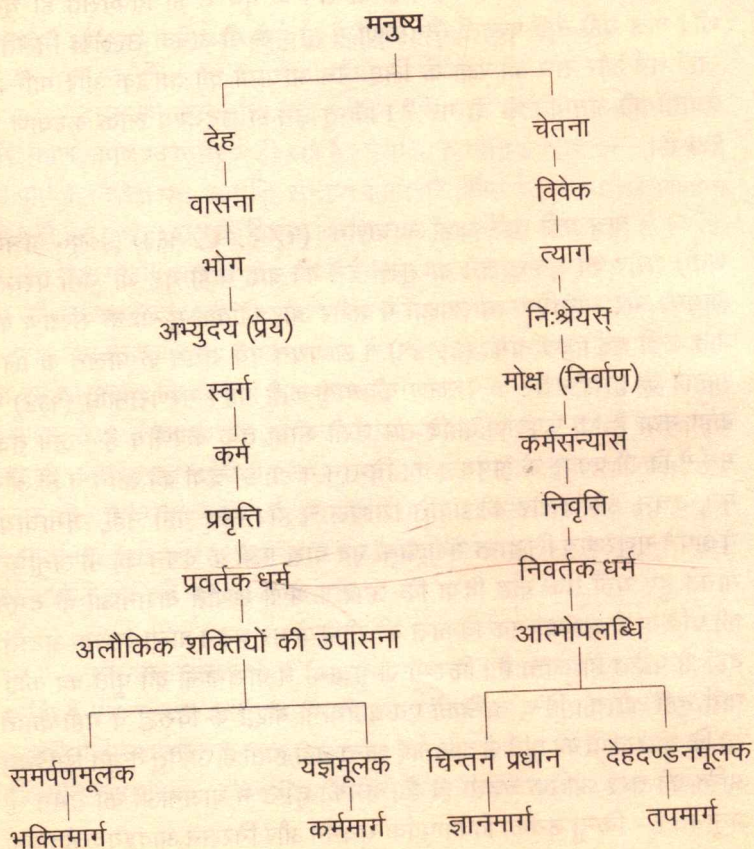 मनुष्य
देह चेतना
वासना विवेक
भोग त्याग
अभ्युदय (प्रेय) निःश्रेयस्
स्वर्ग मोक्ष (निर्वाण)
कर्म कर्मसंन्यास
प्रवृत्ति निवृत्ति
प्रवर्तक धर्म निवर्तक धर्म
अलौकिक शक्तियों की उपासना आत्मोपलब्धि
समर्पणमूलक यज्ञमूलक चिन्तन प्रधान देहदण्डनमूलक
भक्तिमार्ग कर्ममार्ग ज्ञानमार्ग तपमार्ग